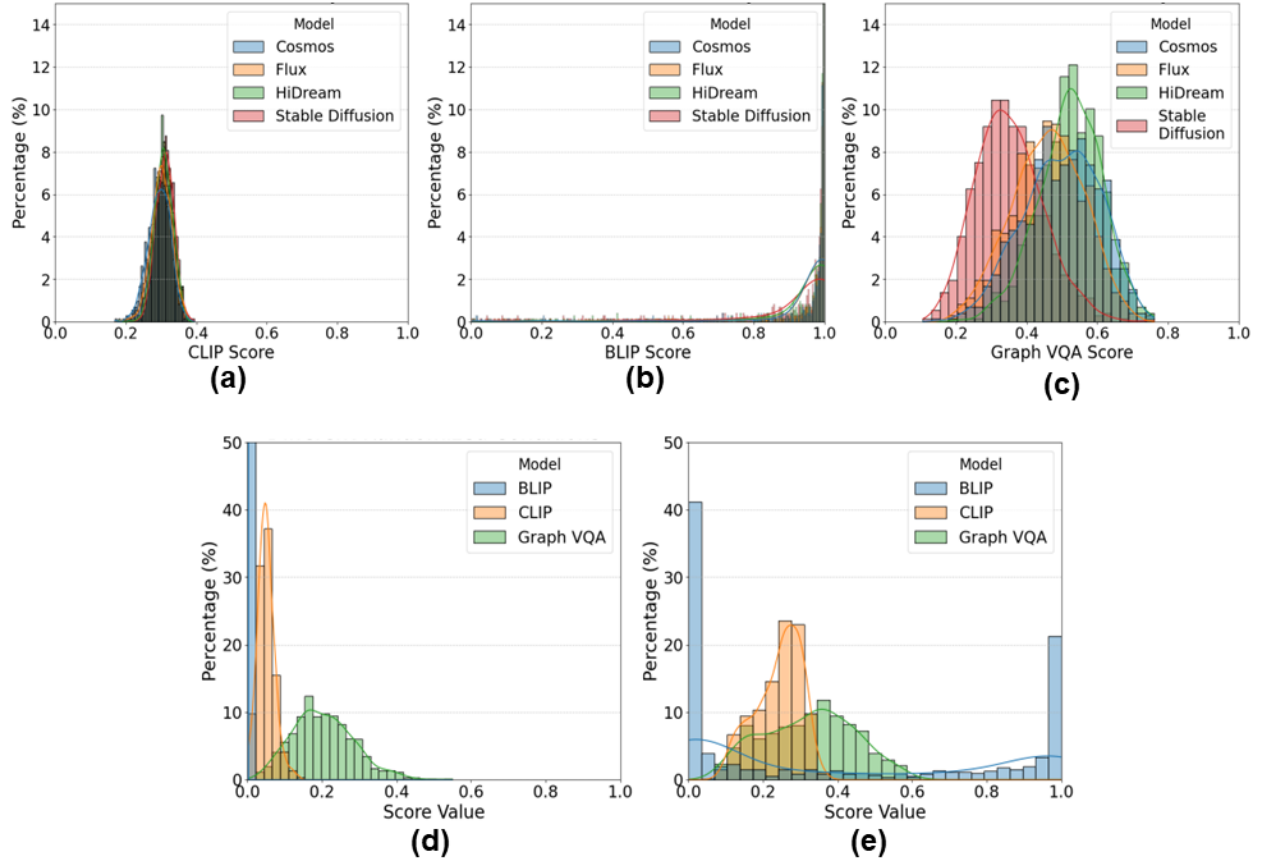 14
12
10
8
6
4
2
0
Percentage (%)
Model
Cosmos
Flux
HiDream
Stable Diffusion
0.0 0.2 0.4 0.6 0.8 1.0
CLIP Score
(a)
14
12
10
8
6
4
2
0
Percentage (%)
Model
Cosmos
Flux
HiDream
Stable Diffusion
0.0 0.2 0.4 0.6 0.8 1.0
BLIP Score
(b)
14
12
10
8
6
4
2
0
Percentage (%)
Model
Cosmos
Flux
HiDream
Stable
Diffusion
0.0 0.2 0.4 0.6 0.8 1.0
Graph VQA Score
(c)
50
40
30
20
10
0
Percentage (%)
Model
BLIP
CLIP
Graph VQA
0.0 0.2 0.4 0.6 0.8 1.0
Score Value
(d)
50
40
30
20
10
0
Percentage (%)
Model
BLIP
CLIP
Graph VQA
0.0 0.2 0.4 0.6 0.8 1.0
Score Value
(e)